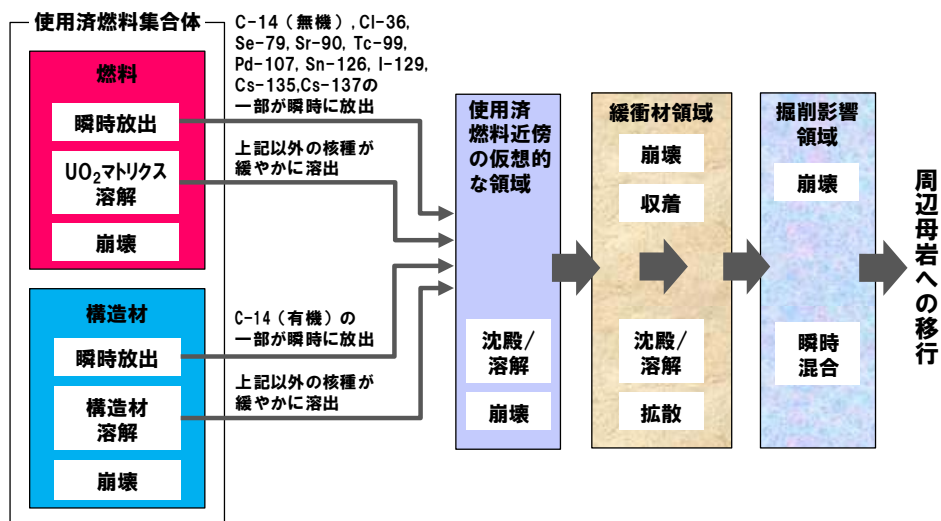 使用済燃料集合体
燃料
瞬時放出
UO₂マトリクス
溶解
崩壊
構造材
瞬時放出
構造材
溶解
崩壊
C-14（無機）,Cl-36,
Se-79, Sr-90, Tc-99,
Pd-107, Sn-126, I-129,
Cs-135,Cs-137の
一部が瞬時に放出
上記以外の核種が
緩やかに溶出
C-14（有機）の
一部が瞬時に放出
上記以外の核種が
緩やかに溶出
使用済
燃料近傍
の仮想的
な領域
沈殿/
溶解
崩壊
緩衝材領域
崩壊
収着
沈殿/
溶解
拡散
掘削影響
領域
崩壊
瞬時
混合
周辺母岩への移行